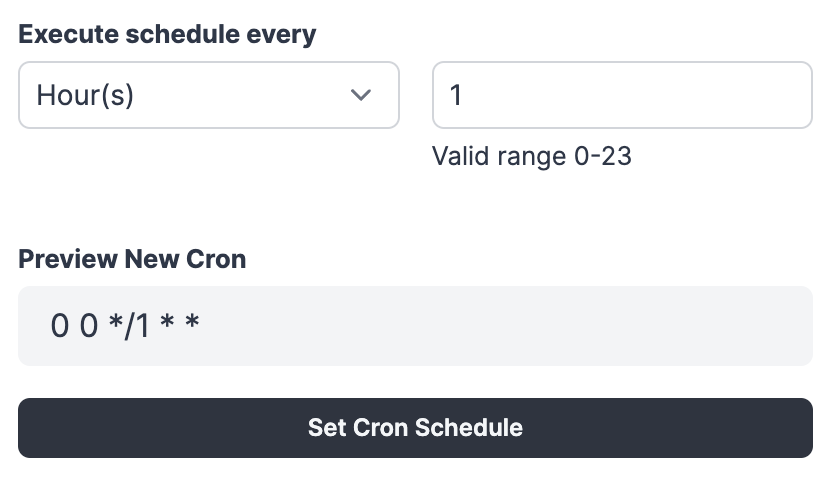 Execute schedule every
Hour(s)
1
Valid range 0-23
Preview New Cron
0 0 */1 * *
Set Cron Schedule